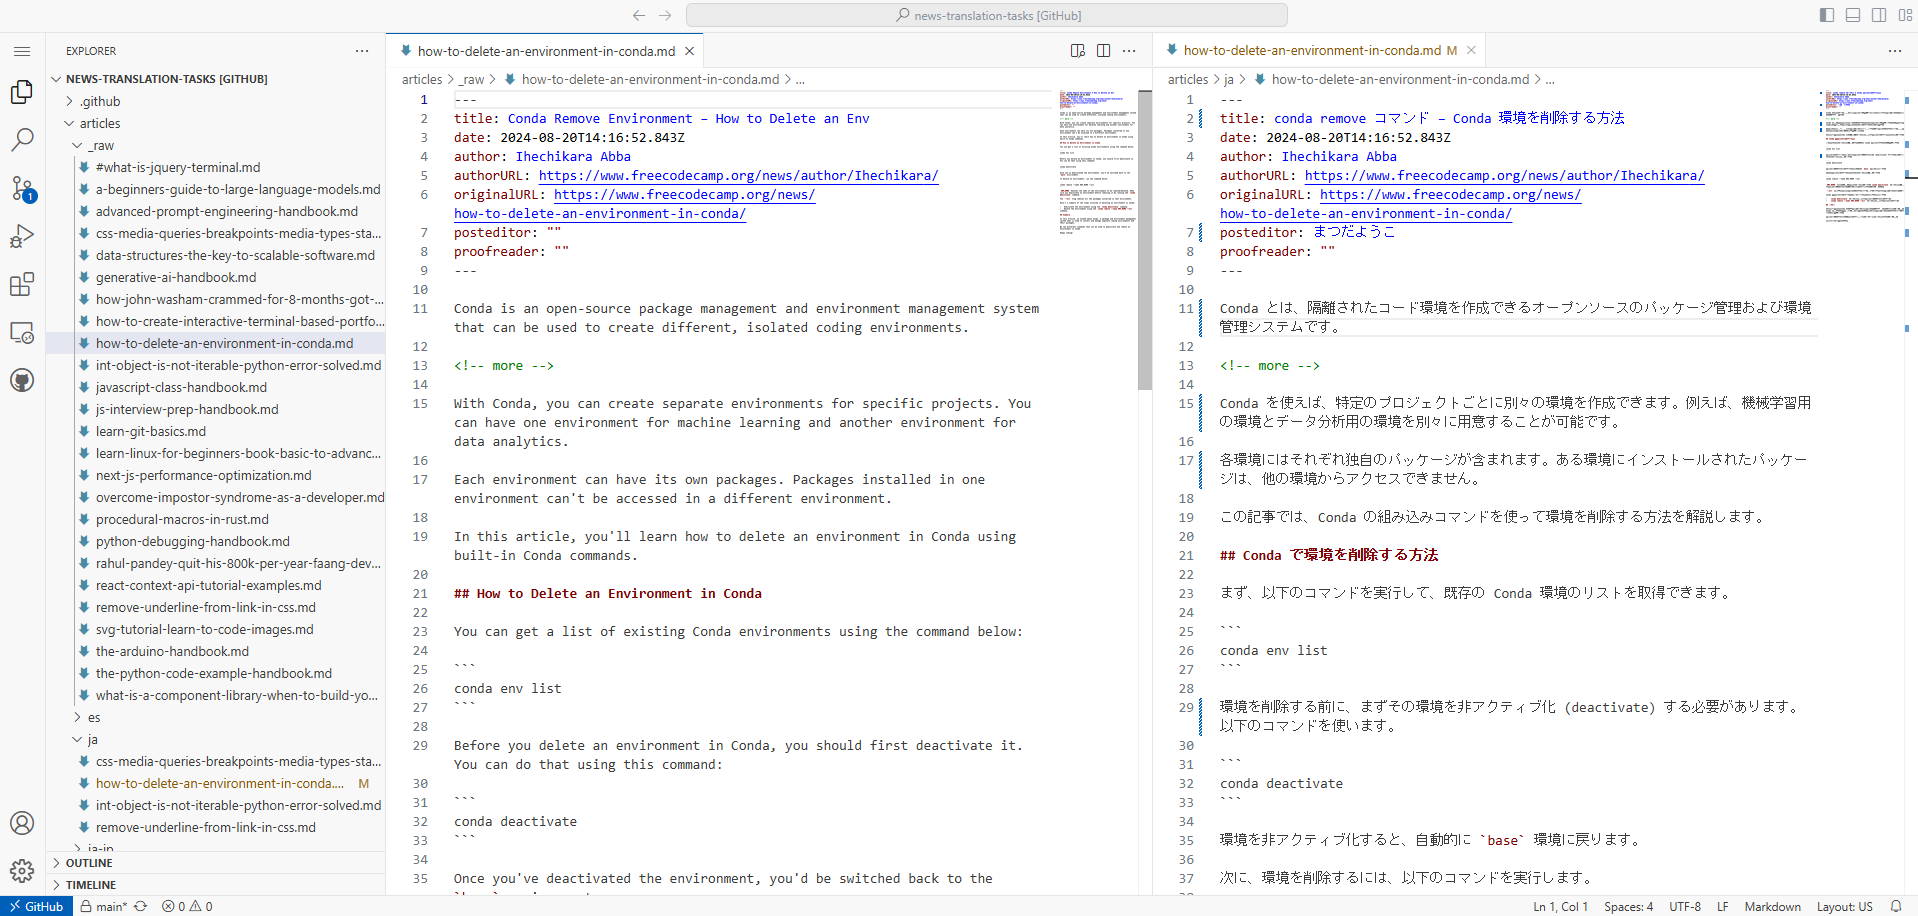 news-translation-tasks [GitHub]
EXPLORER
NEWS-TRANSLATION-TASKS [GITHUB]
.github
articles
_raw
#what-is-jquery-terminal.md
a-beginners-guide-to-large-language-models.md
advanced-prompt-engineering-handbook.md
css-media-queries-breakpoints-media-types-sta...
data-structures-the-key-to-scalable-software.md
generative-ai-handbook.md
how-john-washam-crammed-for-8-months-got-...
how-to-create-interactive-terminal-based-portfo...
how-to-delete-an-environment-in-conda.md
int-object-is-not-iterable-python-error-solved.md
javascript-class-handbook.md
js-interview-prep-handbook.md
learn-git-basics.md
learn-linux-for-beginners-book-basic-to-advanc...
next-js-performance-optimization.md
overcome-impostor-syndrome-as-a-developer.md
procedural-macros-in-rust.md
python-debugging-handbook.md
rahul-pandey-quit-his-800k-per-year-faang-dev...
react-context-api-tutorial-examples.md
remove-underline-from-link-in-css.md
svg-tutorial-learn-to-code-images.md
the-arduino-handbook.md
the-python-code-example-handbook.md
what-is-a-component-library-when-to-build-yo...
es
ja
css-media-queries-breakpoints-media-types-sta...
how-to-delete-an-environment-in-conda.... M
int-object-is-not-iterable-python-error-solved.md
remove-underline-from-link-in-css.md
OUTLINE
TIMELINE
1
how-to-delete-an-environment-in-conda.md
articles > _raw > how-to-delete-an-environment-in-conda.md > ...
1 ---
2 title: Conda Remove Environment – How to Delete an Env
3 date: 2024-08-20T14:16:52.843Z
4 author: Ihechikara Abba
5 authorURL: https://www.freecodecamp.org/news/author/Ihechikara/
6 originalURL: https://www.freecodecamp.org/news/
how-to-delete-an-environment-in-conda/
7 posteditor: ""
8 proofreader: ""
9 ---
10
11 Conda is an open-source package management and environment management system
that can be used to create different, isolated coding environments.
12
13 <!-- more -->
14
15 With Conda, you can create separate environments for specific projects. You
can have one environment for machine learning and another environment for
data analytics.
16
17 Each environment can have its own packages. Packages installed in one
environment can't be accessed in a different environment.
18
19 In this article, you'll learn how to delete an environment in Conda using
built-in Conda commands.
20
21 ## How to Delete an Environment in Conda
22
23 You can get a list of existing Conda environments using the command below:
24
25 ```
26 conda env list
27 ```
28
29 Before you delete an environment in Conda, you should first deactivate it.
You can do that using this command:
30
31 ```
32 conda deactivate
33 ```
34
35 Once you've deactivated the environment, you'd be switched back to the
how-to-delete-an-environment-in-conda.md M
articles > ja > how-to-delete-an-environment-in-conda.md > ...
1 ---
2 title: conda remove コマンド – Conda 環境を削除する方法
3 date: 2024-08-20T14:16:52.843Z
4 author: Ihechikara Abba
5 authorURL: https://www.freecodecamp.org/news/author/Ihechikara/
6 originalURL: https://www.freecodecamp.org/news/
how-to-delete-an-environment-in-conda/
7 posteditor: まつだようこ
8 proofreader: ""
9 ---
10
11 Conda とは、隔離されたコード環境を作成できるオープンソースのパッケージ管理および環境
管理システムです。
12
13 <!-- more -->
14
15 Conda を使えば、特定のプロジェクトごとに別々の環境を作成できます。例えば、機械学習用
の環境とデータ分析用の環境を別々に用意することが可能です。
16
17 各環境にはそれぞれ独自のパッケージが含まれます。ある環境にインストールされたパッケー
ジは、他の環境からアクセスできません。
18
19 この記事では、Conda の組み込みコマンドを使って環境を削除する方法を解説します。
20
21 ## Conda で環境を削除する方法
22
23 まず、以下のコマンドを実行して、既存の Conda 環境のリストを取得できます。
24
25 ```
26 conda env list
27 ```
28
29 環境を削除する前に、まずその環境を非アクティブ化 (deactivate) する必要があります。
以下のコマンドを使います。
30
31 ```
32 conda deactivate
33 ```
34
35 環境を非アクティブ化すると、自動的に `base` 環境に戻ります。
36
37 次に、環境を削除するには、以下のコマンドを実行します。
GitHub main* 0 0
Ln 1, Col 1 Spaces: 4 UTF-8 LF Markdown Layout: US